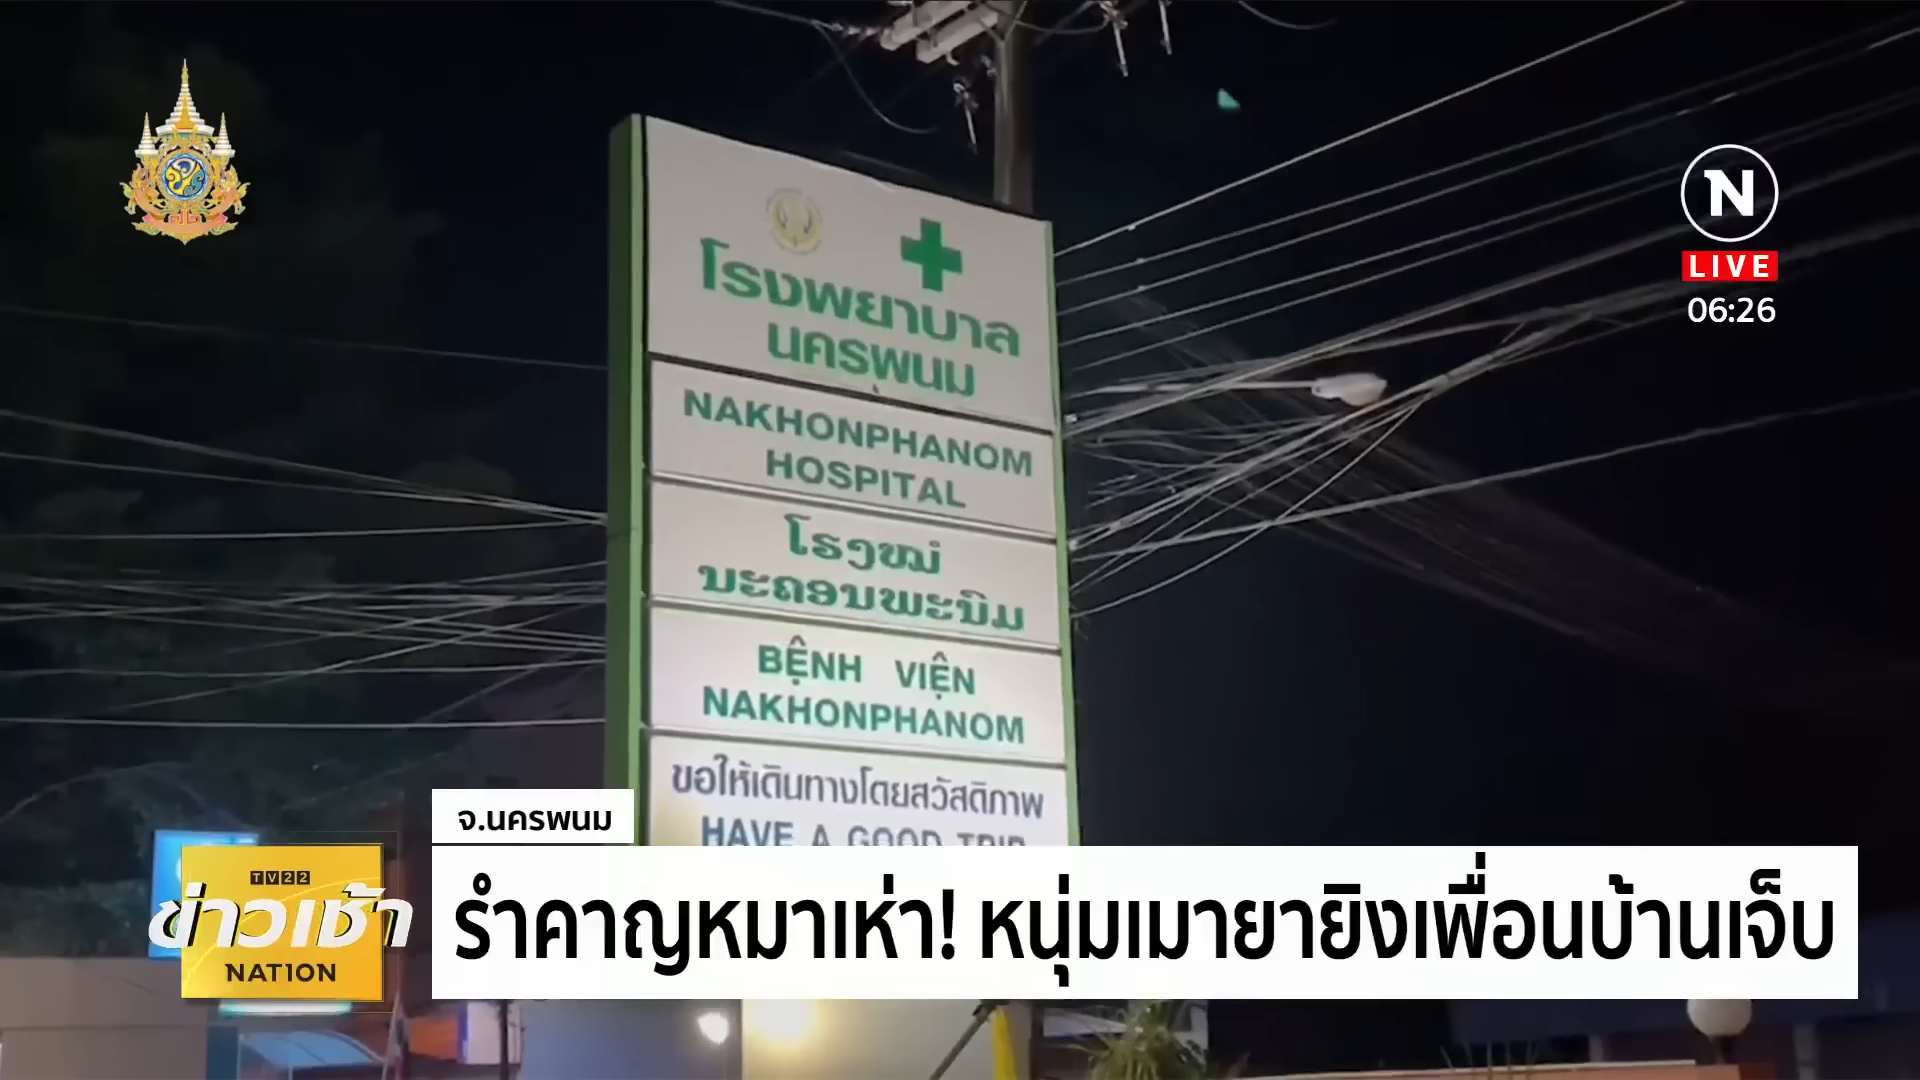 N
LIVE
06:26
โรงพยาบาล
นครพนม
NAKHONPHANOM
HOSPITAL
ໂຮງໝໍ
ນະຄອນພະນົມ
BỆNH VIỆN
NAKHONPHANOM
ขอให้เดินทางโดยสวัสดิภาพ
HAVE A GOOD TRIP
จ.นครพนม
TV22
ข่าวเช้า
NATION
รำคาญหมาเห่า! หนุ่มเมายายิงเพื่อนบ้านเจ็บ